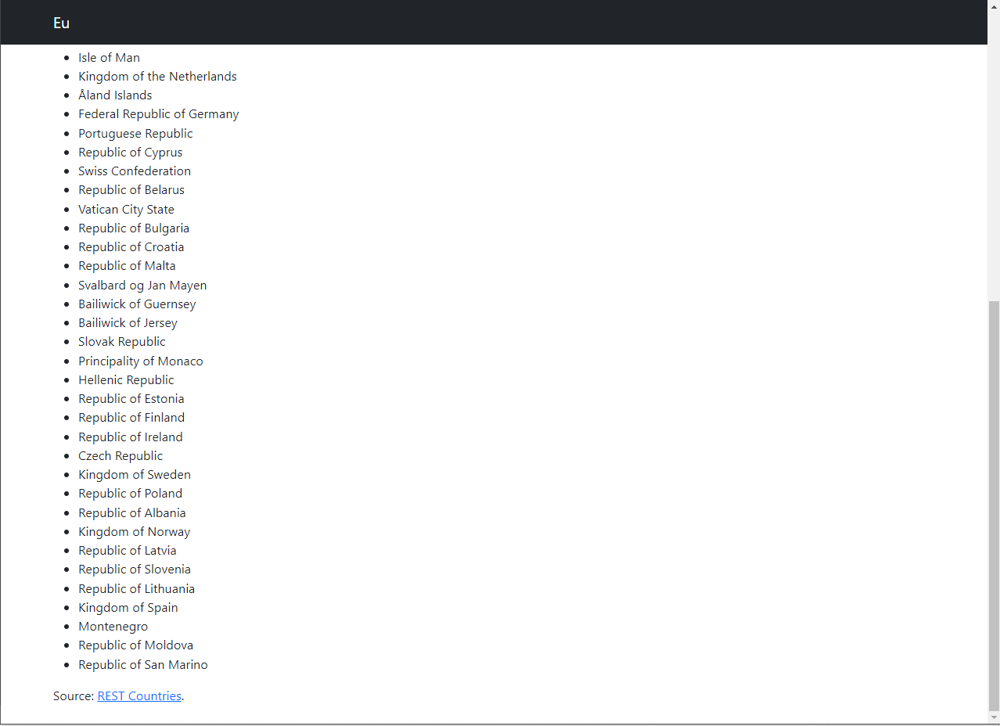 Eu
Isle of Man
Kingdom of the Netherlands
Åland Islands
Federal Republic of Germany
Portuguese Republic
Republic of Cyprus
Swiss Confederation
Republic of Belarus
Vatican City State
Republic of Bulgaria
Republic of Croatia
Republic of Malta
Svalbard og Jan Mayen
Bailiwick of Guernsey
Bailiwick of Jersey
Slovak Republic
Principality of Monaco
Hellenic Republic
Republic of Estonia
Republic of Finland
Republic of Ireland
Czech Republic
Kingdom of Sweden
Republic of Poland
Republic of Albania
Kingdom of Norway
Republic of Latvia
Republic of Slovenia
Republic of Lithuania
Kingdom of Spain
Montenegro
Republic of Moldova
Republic of San Marino
Source: REST Countries.